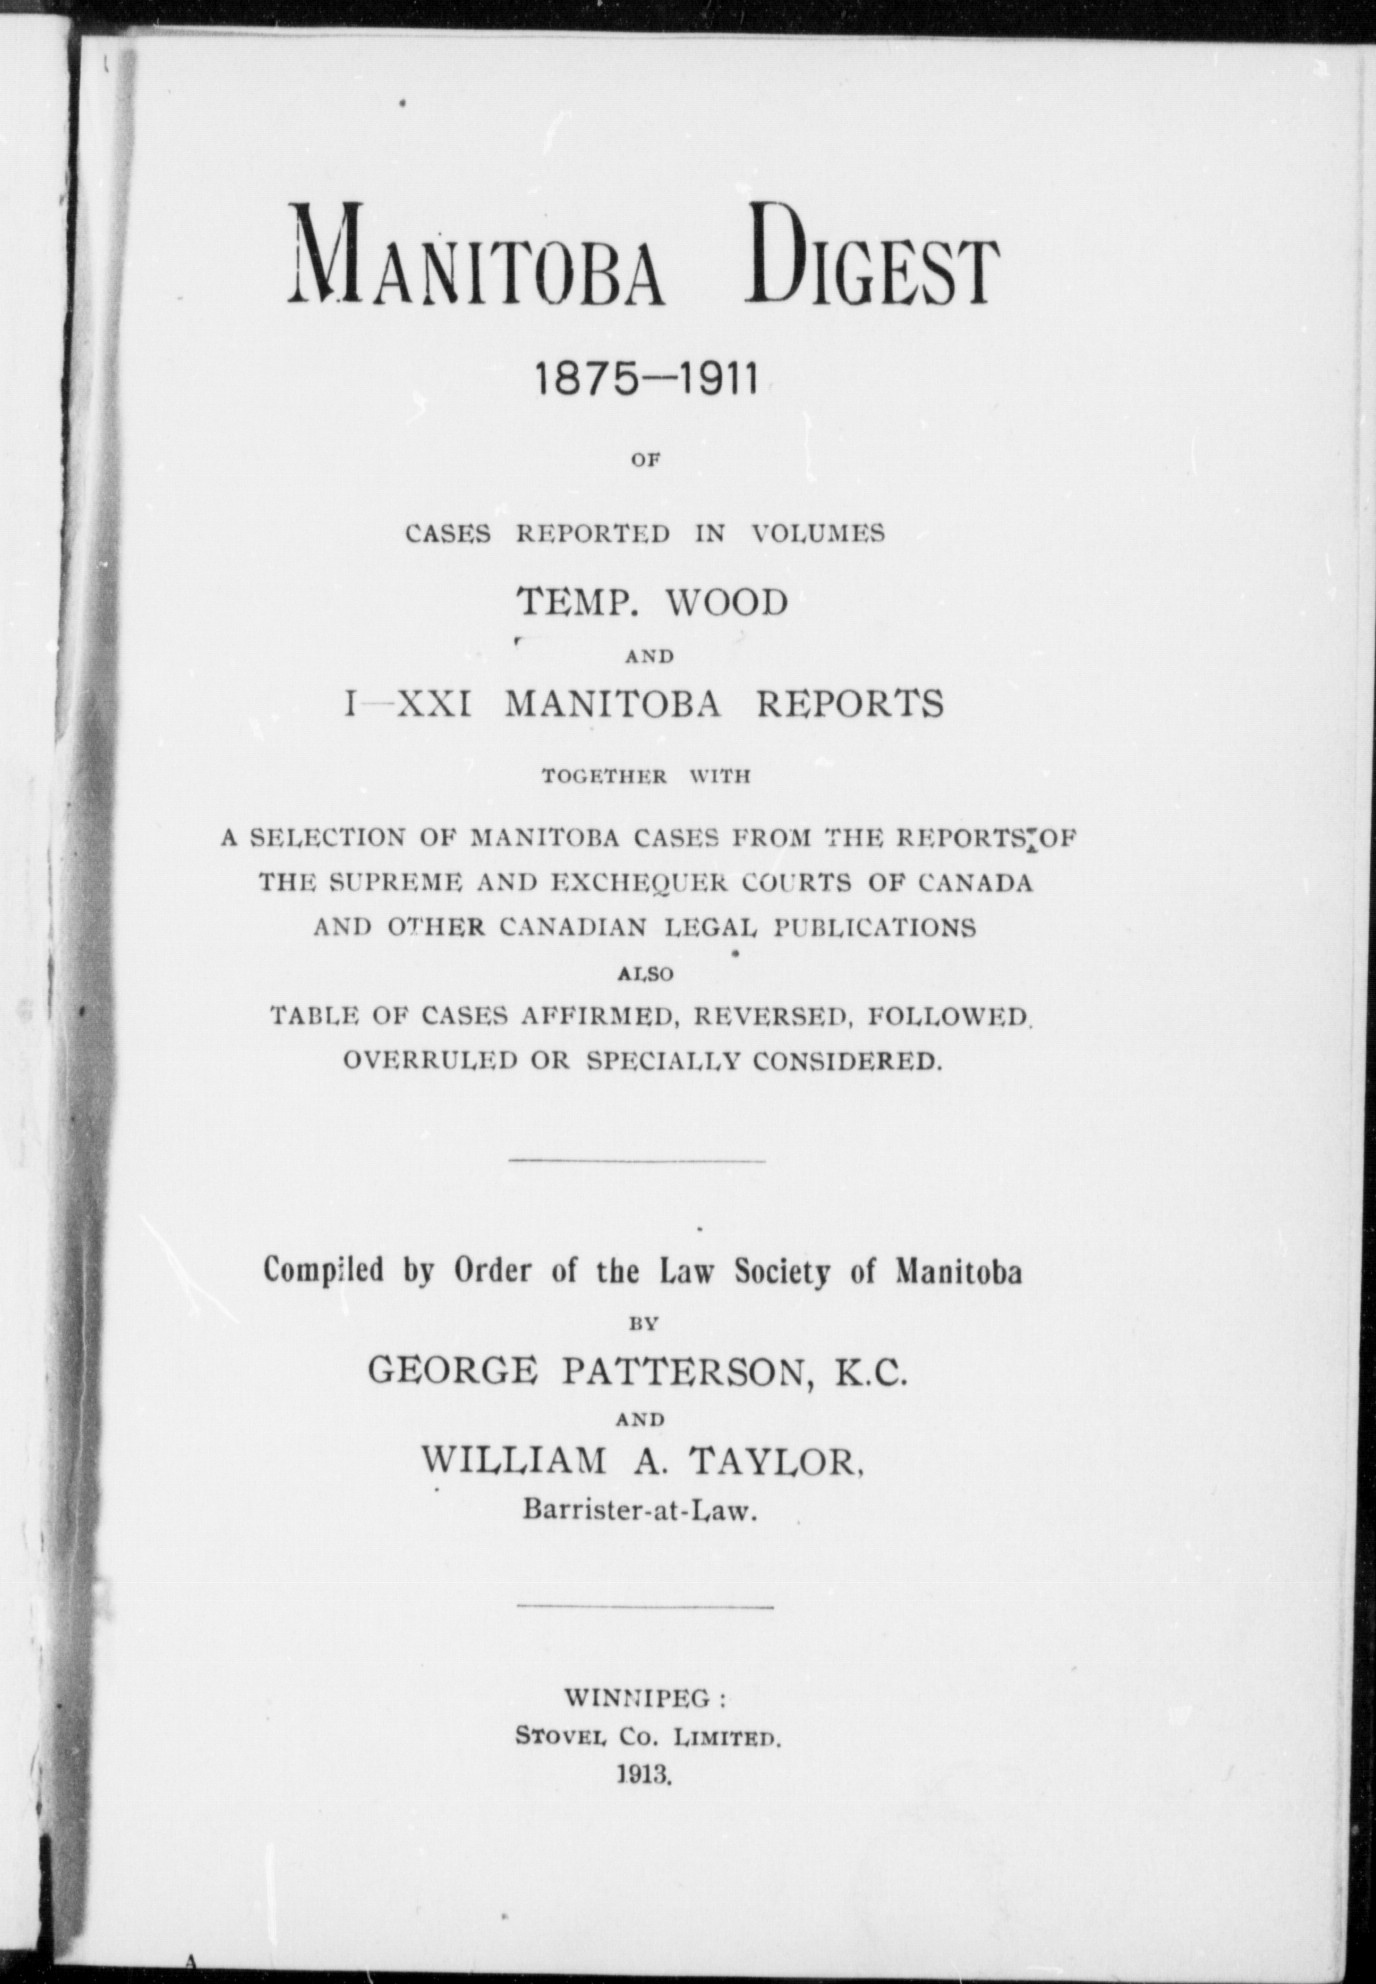 MANITOBA DIGEST
1875—1911
OF
CASES REPORTED IN VOLUMES
TEMP. WOOD
AND
I—XXI MANITOBA REPORTS
TOGETHER WITH
A SELECTION OF MANITOBA CASES FROM THE REPORTS OF
THE SUPREME AND EXCHEQUER COURTS OF CANADA
AND OTHER CANADIAN LEGAL PUBLICATIONS
ALSO
TABLE OF CASES AFFIRMED, REVERSED, FOLLOWED,
OVERRULED OR SPECIALLY CONSIDERED.
Compiled by Order of the Law Society of Manitoba
BY
GEORGE PATTERSON, K.C.
AND
WILLIAM A. TAYLOR,
Barrister-at-Law.
WINNIPEG:
STOVEL CO. LIMITED.
1913.
A